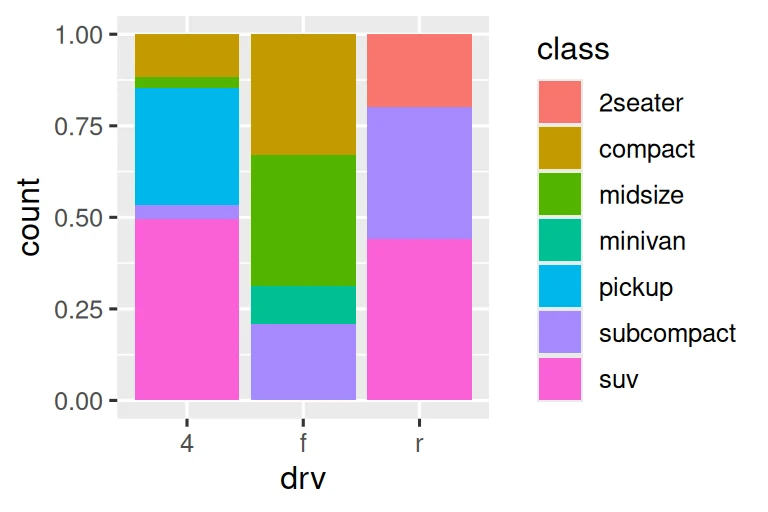 1.00
0.75
0.50
0.25
0.00
count
4 f r
drv
class
2seater
compact
midsize
minivan
pickup
subcompact
suv